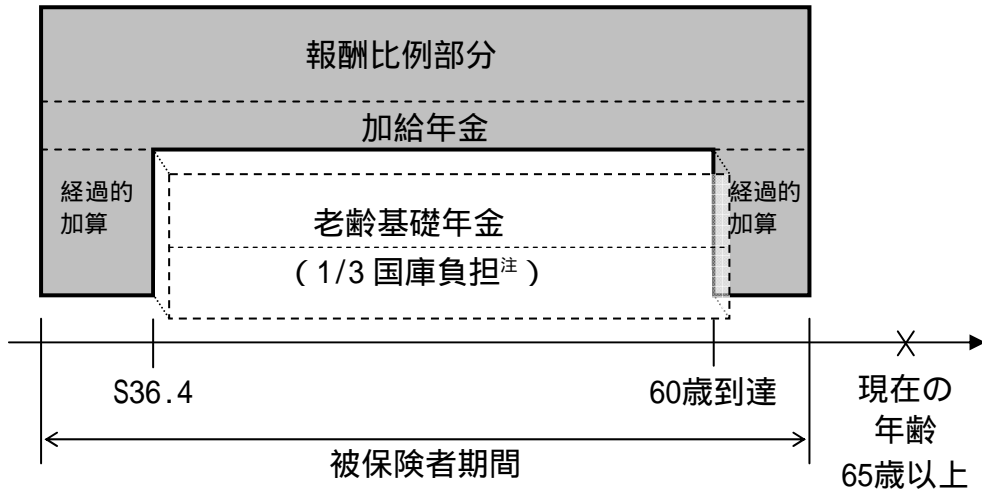 報酬比例部分
加給年金
経過的
加算
老齢基礎年金
(1/3 国庫負担注)
経過的
加算
S36.4
60歳到達
現在の
年齢
65歳以上
被保険者期間